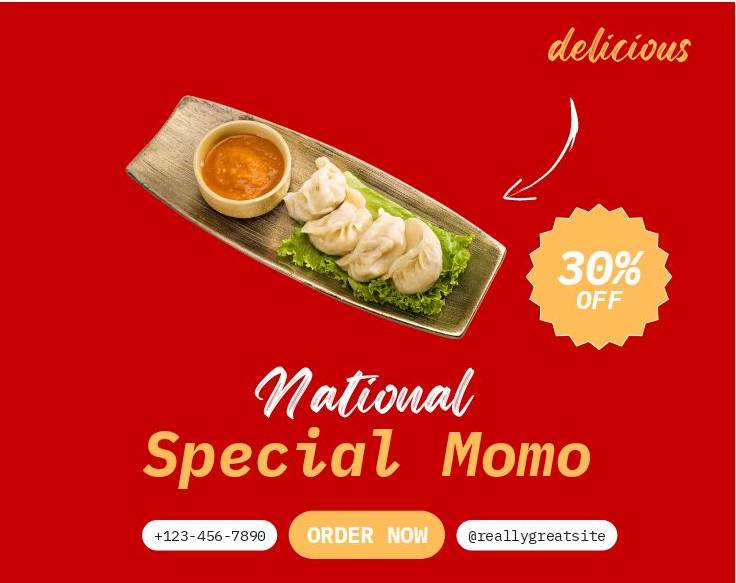 delicious
30%
OFF
National
Special Momo
+123-456-7890
ORDER NOW
@reallygreatsite